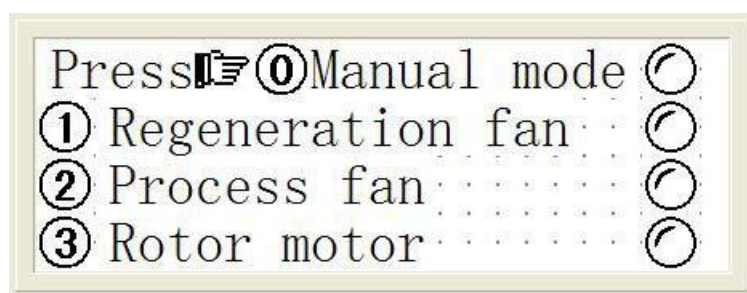 Press☞⓪Manual mode
① Regeneration fan
② Process fan
③ Rotor motor